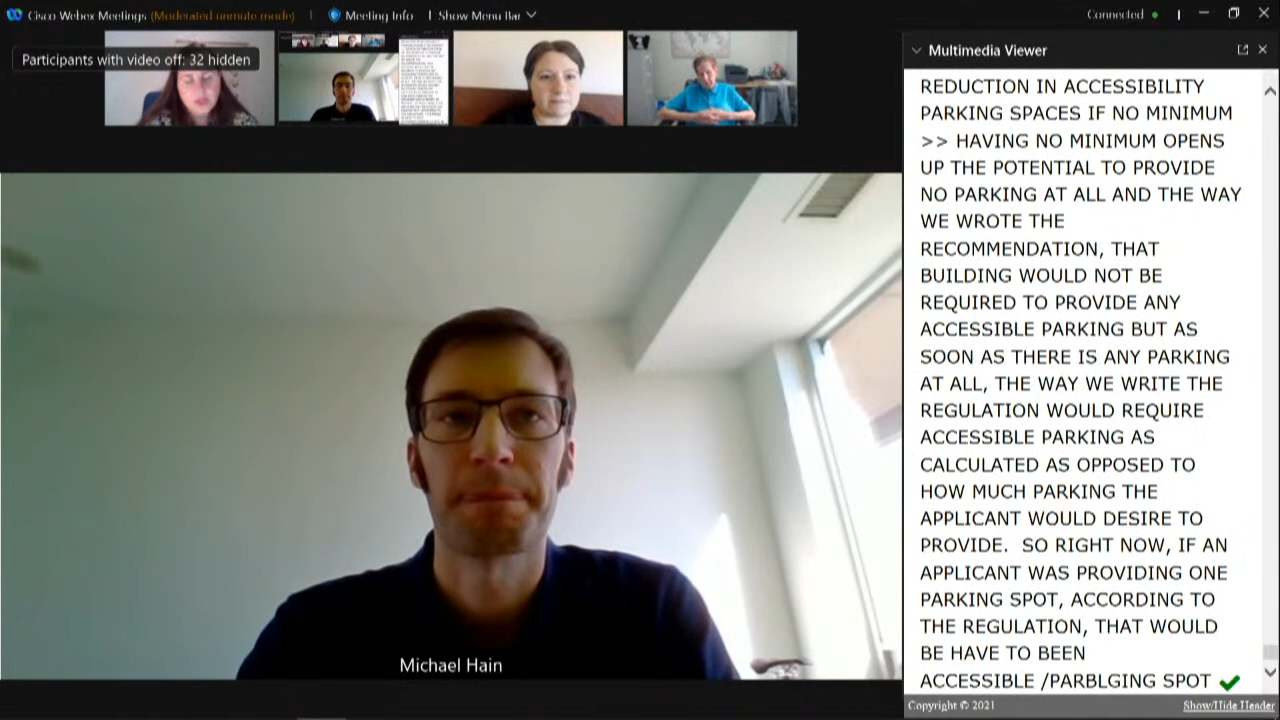 Cisco Webex Meetings (Moderated unmute mode) | Meeting Info | Show Menu Bar
Connected
Participants with video off: 32 hidden
Michael Hain
Multimedia Viewer
REDUCTION IN ACCESSIBILITY
PARKING SPACES IF NO MINIMUM
>> HAVING NO MINIMUM OPENS
UP THE POTENTIAL TO PROVIDE
NO PARKING AT ALL AND THE WAY
WE WROTE THE
RECOMMENDATION, THAT
BUILDING WOULD NOT BE
REQUIRED TO PROVIDE ANY
ACCESSIBLE PARKING BUT AS
SOON AS THERE IS ANY PARKING
AT ALL, THE WAY WE WRITE THE
REGULATION WOULD REQUIRE
ACCESSIBLE PARKING AS
CALCULATED AS OPPOSED TO
HOW MUCH PARKING THE
APPLICANT WOULD DESIRE TO
PROVIDE. SO RIGHT NOW, IF AN
APPLICANT WAS PROVIDING ONE
PARKING SPOT, ACCORDING TO
THE REGULATION, THAT WOULD
BE HAVE TO BEEN
ACCESSIBLE /PARBLGING SPOT
Copyright © 2021
Show/Hide Header